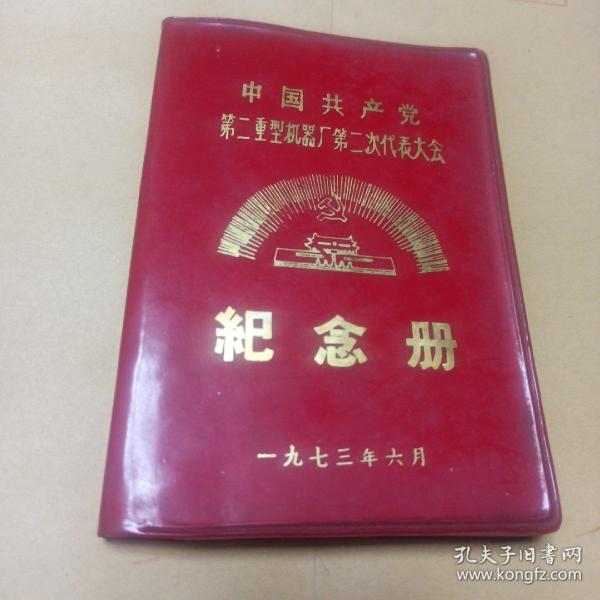 中国共产党
第二重型机器厂第二次代表大会
紀念册
一九七三年六月
孔夫子旧書网
www.kongfz.com